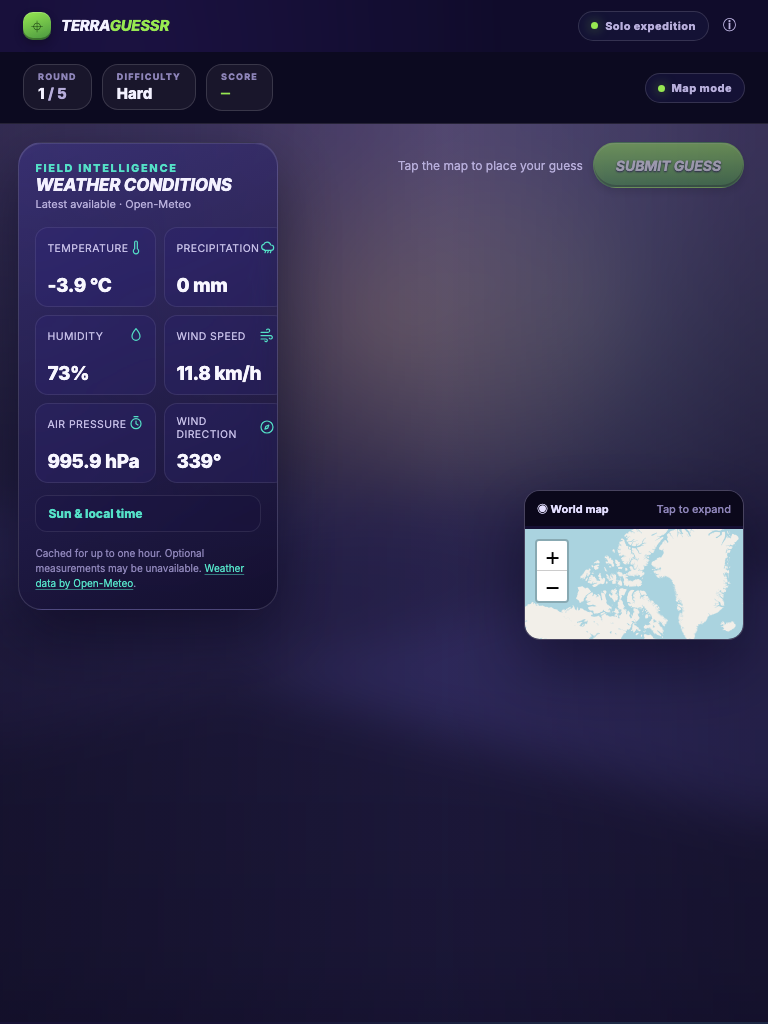 TERRAGUESSR
Solo expedition
ROUND
1 / 5
DIFFICULTY
Hard
SCORE
–
Map mode
FIELD INTELLIGENCE
WEATHER CONDITIONS
Latest available · Open-Meteo
TEMPERATURE
-3.9 °C
PRECIPITATION
0 mm
HUMIDITY
73%
WIND SPEED
11.8 km/h
AIR PRESSURE
995.9 hPa
WIND
DIRECTION
339°
Sun & local time
Cached for up to one hour. Optional
measurements may be unavailable. Weather
data by Open-Meteo.
Tap the map to place your guess
SUBMIT GUESS
World map
Tap to expand
+
−